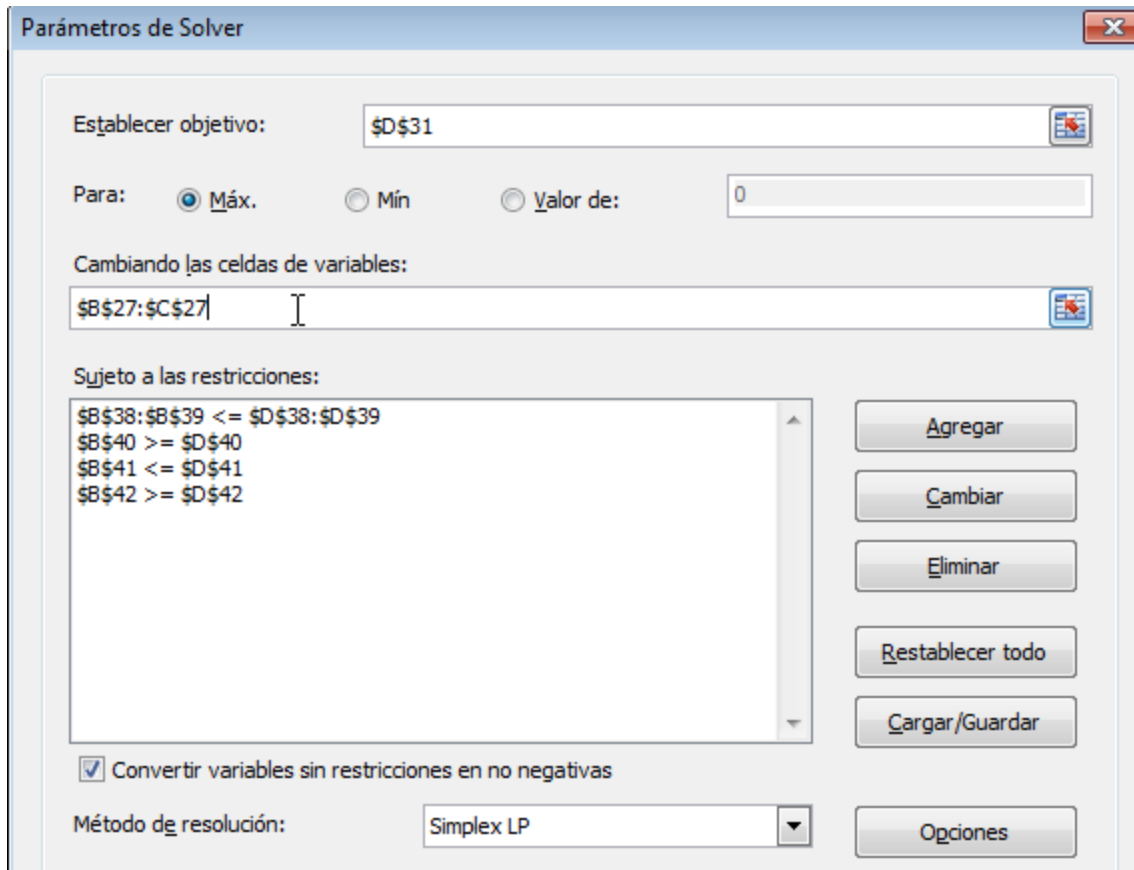 Parámetros de Solver
Establecer objetivo: $D$31
Para: Máx. Mín Valor de: 0
Cambiando las celdas de variables:
$B$27:$C$27
Sujeto a las restricciones:
$B$38:$B$39 <= $D$38:$D$39
$B$40 >= $D$40
$B$41 <= $D$41
$B$42 >= $D$42
Agregar
Cambiar
Eliminar
Restablecer todo
Cargar/Guardar
Convertir variables sin restricciones en no negativas
Método de resolución: Simplex LP Opciones